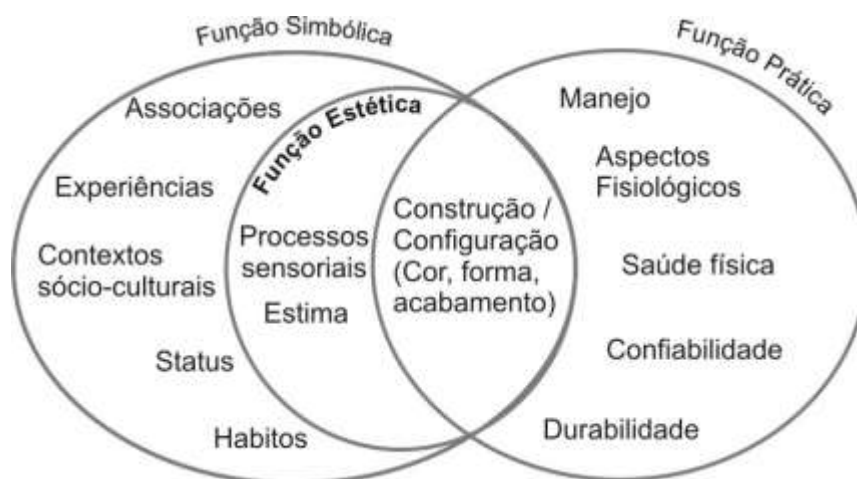 Função Simbólica
Associações
Experiências
Contextos
sócio-culturais
Status
Habitos
Função Estética
Processos
sensoriais
Estima
Construção /
Configuração
(Cor, forma,
acabamento)
Função Prática
Manejo
Aspectos
Fisiológicos
Saúde física
Confiabilidade
Durabilidade